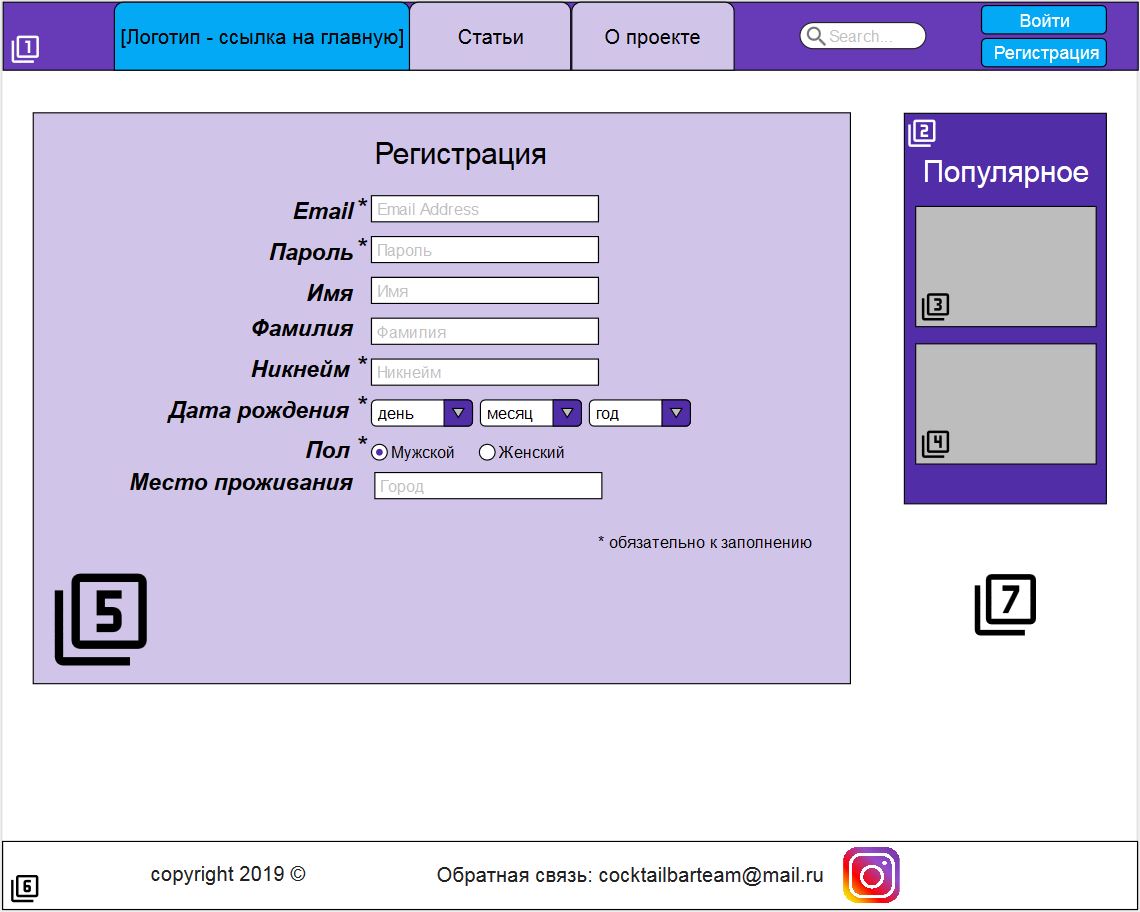 1
[Логотип - ссылка на главную]
Статьи
О проекте
Search...
Войти
Регистрация
Регистрация
Email * Email Address
Пароль * Пароль
Имя Имя
Фамилия Фамилия
Никнейм * Никнейм
Дата рождения * день месяц год
Пол * Мужской Женский
Место проживания Город
* обязательно к заполнению
5
2
Популярное
3
4
7
6
copyright 2019 ©
Обратная связь: cocktailbarteam@mail.ru